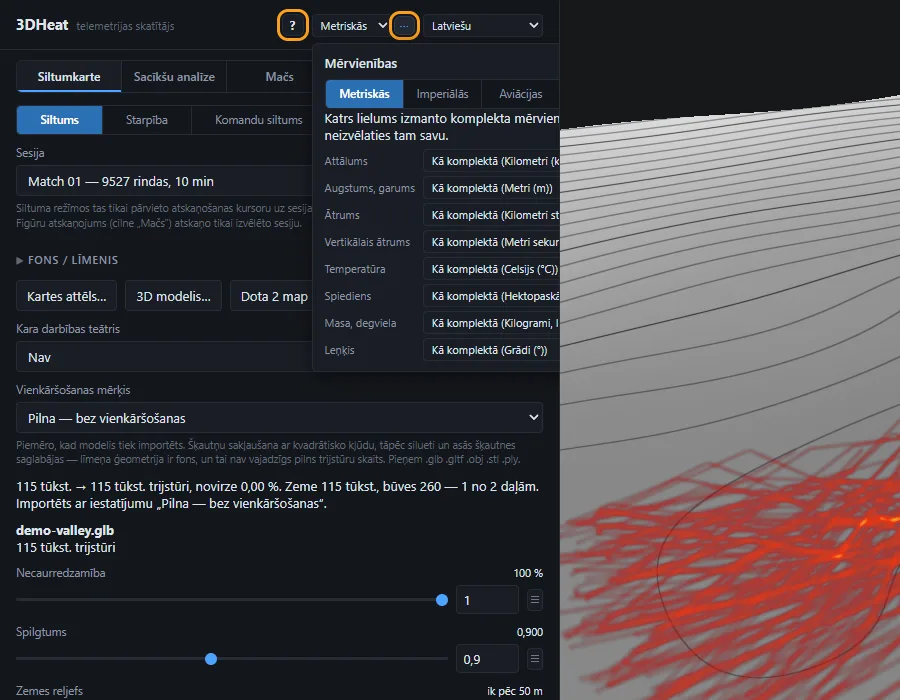 3DHeat telemetrijas skatītājs ? Metriskās ... Latviešu
Siltumkarte Sacīkšu analīze Mačs
Siltums Starpība Komandu siltums
Mērvienības
Metriskās Imperiālās Aviācijas
Katrs lielums izmanto komplekta mērvien
neizvēlaties tam savu.
Attālums Kā komplektā (Kilometri (k
Augstums, garums Kā komplektā (Metri (m))
Ātrums Kā komplektā (Kilometri st
Vertikālais ātrums Kā komplektā (Metri sekun
Temperatūra Kā komplektā (Celsijs (°C))
Spiediens Kā komplektā (Hektopaska
Masa, degviela Kā komplektā (Kilogrami, l
Leņķis Kā komplektā (Grādi (°))
Sesija
Match 01 — 9527 rindas, 10 min
Siltuma režīmos tas tikai pārvieto atskaņošanas kursoru uz sesija
Figūru atskaņojums (cilne „Mačs”) atskaņo tikai izvēlēto sesiju.
▶ FONS / LĪMENIS
Kartes attēls... 3D modelis... Dota 2 map
Kara darbības teātris
Nav
Vienkāršošanas mērķis
Pilna — bez vienkāršošanas
Piemēro, kad modelis tiek importēts. Šķautņu sakļaušana ar kvadrātisko kļūdu, tāpēc silueti un asās šķautnes
saglabājas — līmeņa ģeometrija ir fons, un tai nav vajadzīgs pilns trijstūru skaits. Pieņem .glb .gltf .obj .stl .ply.
115 tūkst. → 115 tūkst. trijstūri, novirze 0,00 %. Zeme 115 tūkst., būves 260 — 1 no 2 daļām.
Importēts ar iestatījumu „Pilna — bez vienkāršošanas”.
demo-valley.glb
115 tūkst. trijstūri
Necaurredzamība 100 %
1
Spilgtums 0,900
0,9
Zemes reljefs ik pēc 50 m